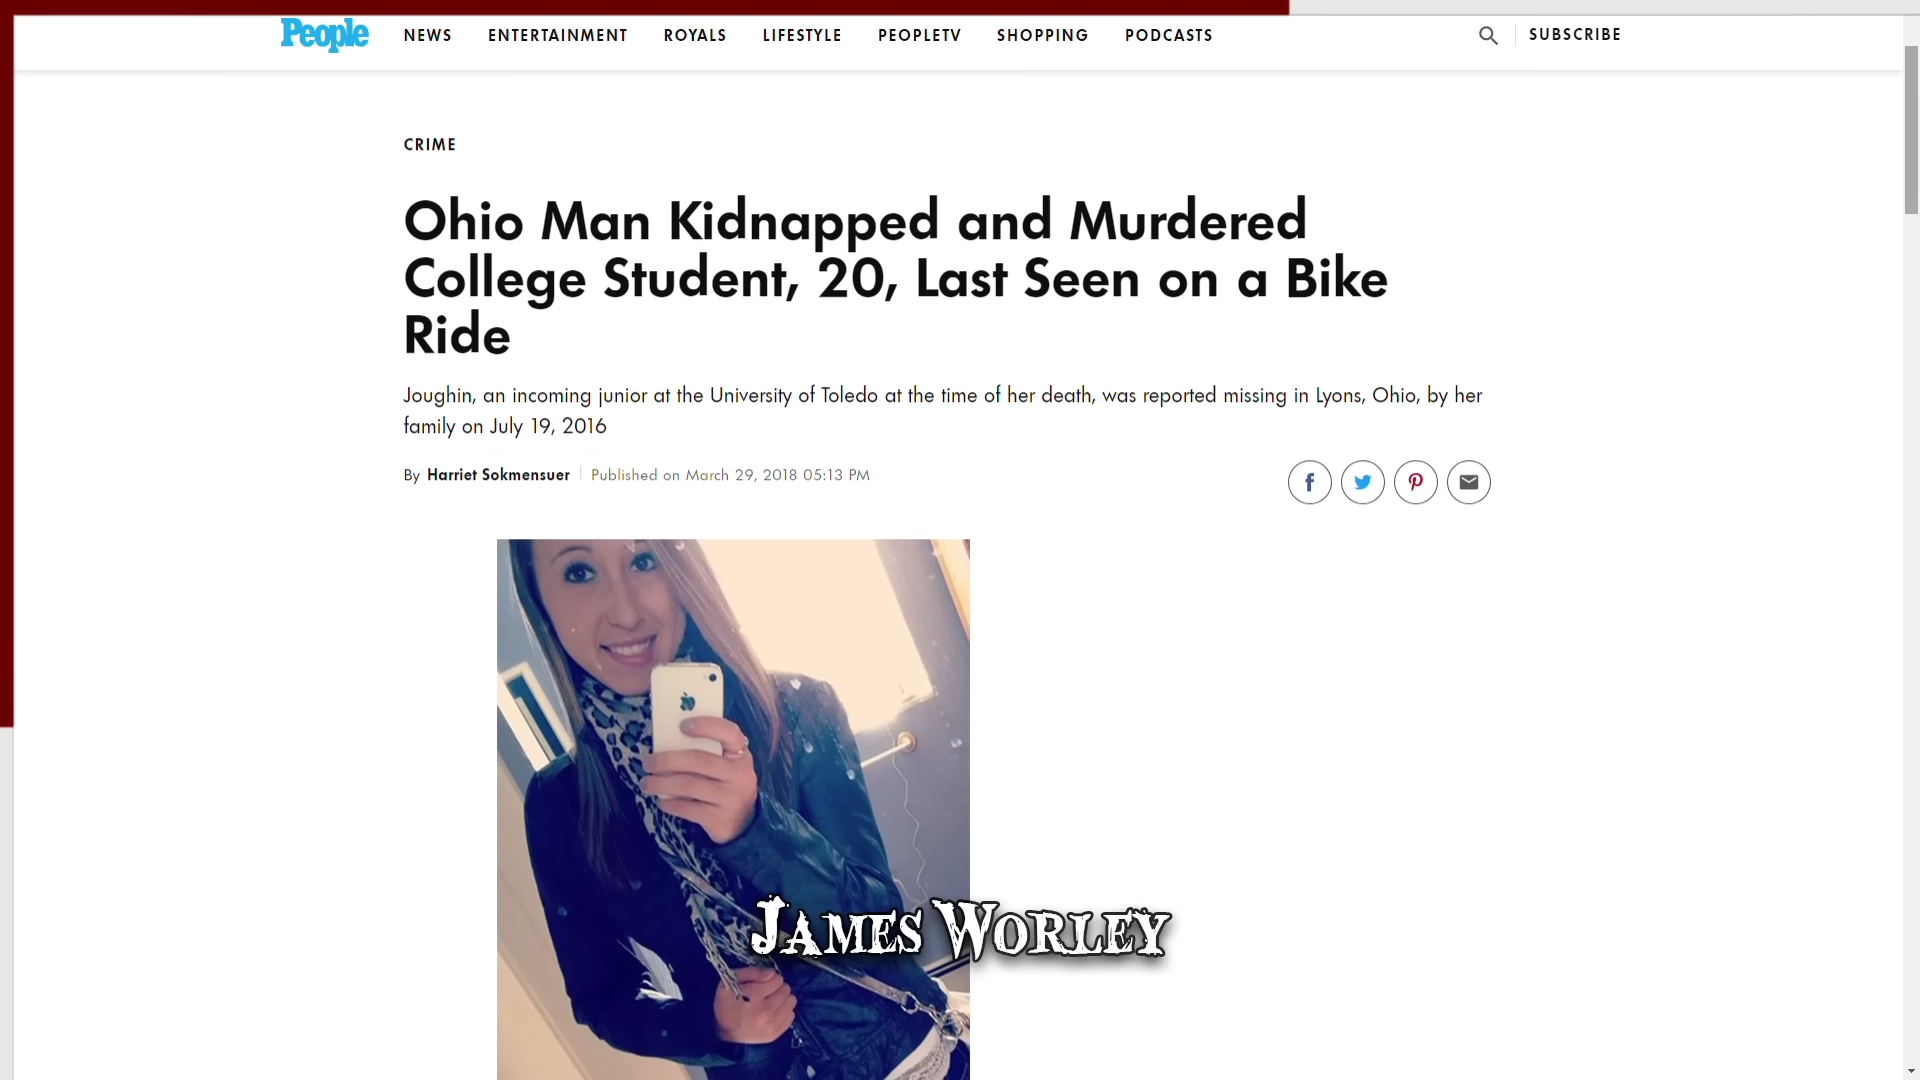 People NEWS ENTERTAINMENT ROYALS LIFESTYLE PEOPLETV SHOPPING PODCASTS SUBSCRIBE
CRIME
Ohio Man Kidnapped and Murdered
College Student, 20, Last Seen on a Bike
Ride
Joughin, an incoming junior at the University of Toledo at the time of her death, was reported missing in Lyons, Ohio, by her
family on July 19, 2016
By Harriet Sokmensuer Published on March 29, 2018 05:13 PM
JAMES WORLEY